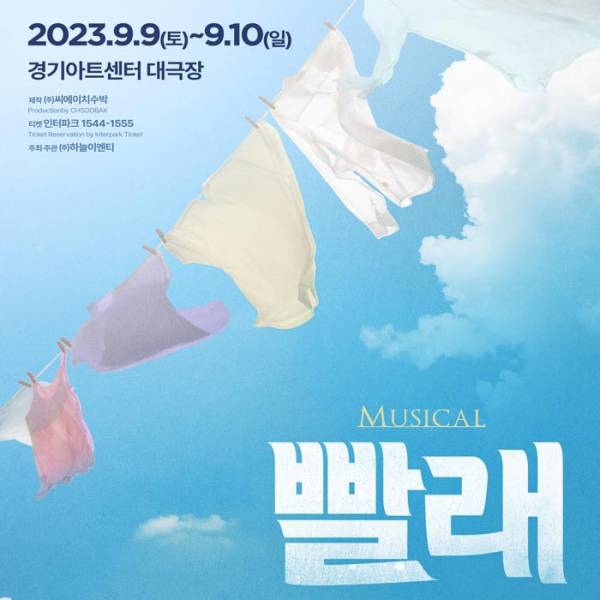 2023.9.9(토)~9.10(일)
경기아트센터 대극장
제작 (주)씨에이치수박
Productionby CHSOOBAK
티켓 인터파크 1544-1555
Ticket Reservation by Interpark Ticket
주최·주관 (주)하늘이엔티
MUSICAL
빨래